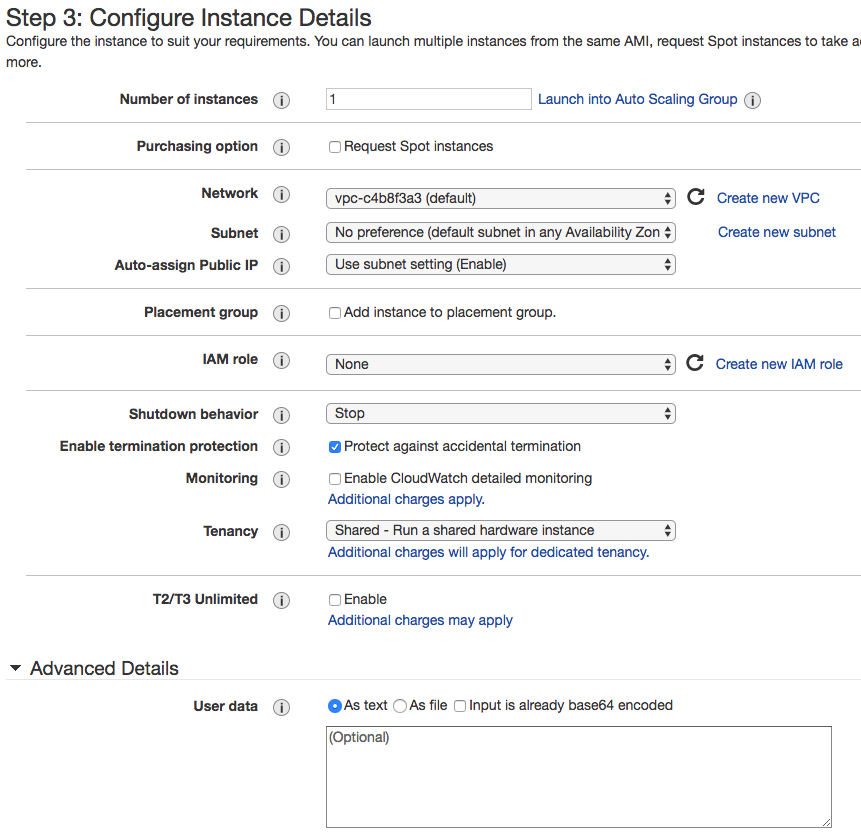 Step 3: Configure Instance Details
Configure the instance to suit your requirements. You can launch multiple instances from the same AMI, request Spot instances to take a
more.
Number of instances i 1 Launch into Auto Scaling Group i
Purchasing option i Request Spot instances
Network i vpc-c4b8f3a3 (default) Create new VPC
Subnet i No preference (default subnet in any Availability Zon Create new subnet
Auto-assign Public IP i Use subnet setting (Enable)
Placement group i Add instance to placement group.
IAM role i None Create new IAM role
Shutdown behavior i Stop
Enable termination protection i Protect against accidental termination
Monitoring i Enable CloudWatch detailed monitoring
Additional charges apply.
Tenancy i Shared - Run a shared hardware instance
Additional charges will apply for dedicated tenancy.
T2/T3 Unlimited i Enable
Additional charges may apply
Advanced Details
User data i As text As file Input is already base64 encoded
(Optional)